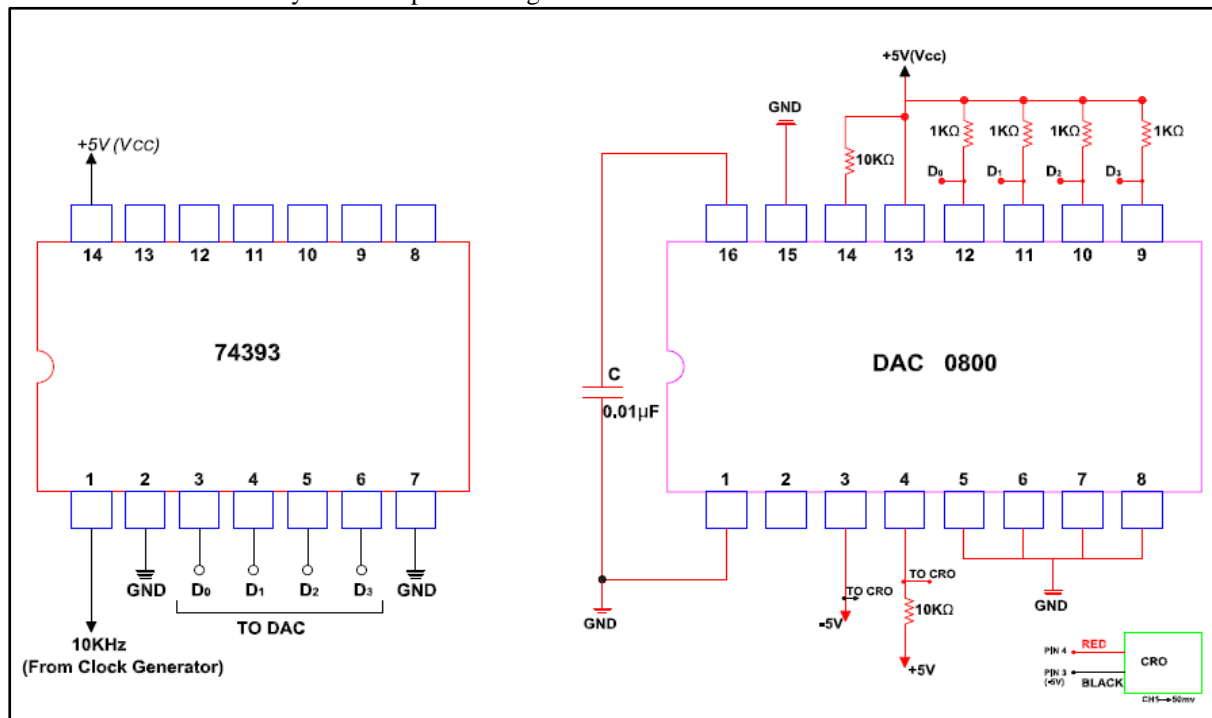 +5V (VCC)
14 13 12 11 10 9 8
74393
1 2 3 4 5 6 7
GND D₀ D₁ D₂ D₃ GND
TO DAC
10KHz
(From Clock Generator)
+5V(Vcc)
GND
10KΩ 1KΩ 1KΩ 1KΩ 1KΩ
D₀ D₁ D₂ D₃
16 15 14 13 12 11 10 9
DAC 0800
C
0.01μF
1 2 3 4 5 6 7 8
GND
TO CRO
-5V
TO CRO
10KΩ
+5V
GND
PIN 4 RED
PIN 3
(-5V) BLACK
CRO
CH1→50mv